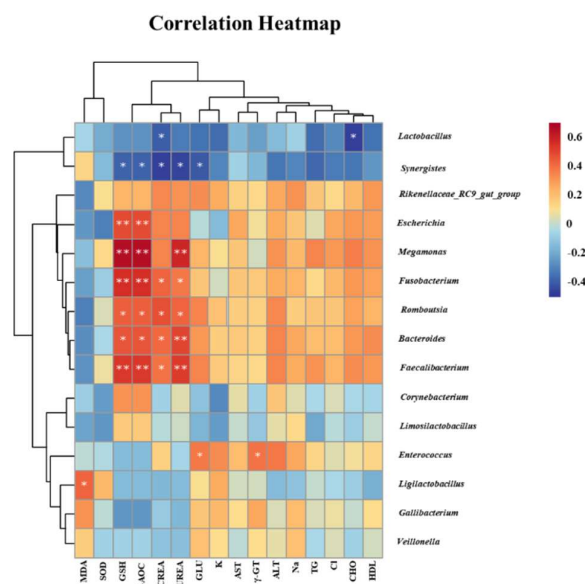 Correlation Heatmap
*
*
Lactobacillus
* * * * *
Synergistes
Rikenellaceae_RC9_gut_group
** **
Escherichia
** ** **
Megamonas
** ** * *
Fusobacterium
* * * *
Romboutsia
* * * **
Bacteroides
** ** * **
Faecalibacterium
Corynebacterium
Limosilactobacillus
* *
Enterococcus
*
Ligilactobacillus
Gallibacterium
Veillonella
MDA
SOD
GSH
AOC
CREA
UREA
GLU
K
AST
γ-GT
ALT
Na
TG
Cl
CHO
HDL
0.6
0.4
0.2
0
-0.2
-0.4